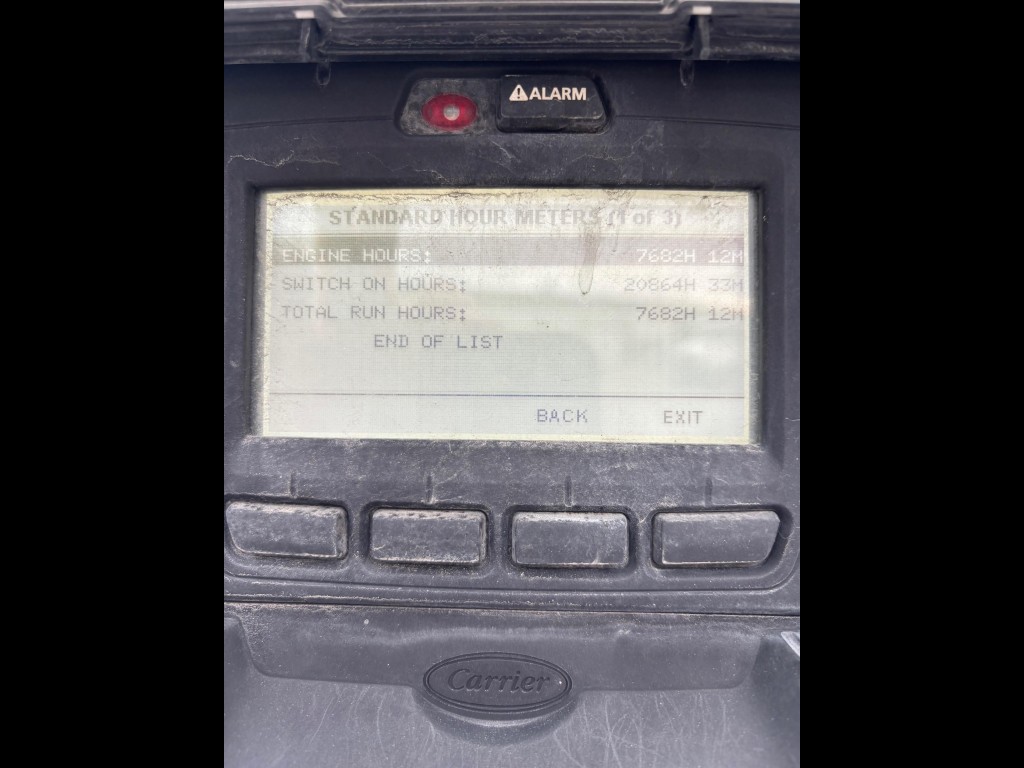 ⚠ALARM
STANDARD HOUR METERS (1 of 3)
ENGINE HOURS: 7682H 12M
SWITCH ON HOURS: 20864H 33M
TOTAL RUN HOURS: 7682H 12M
END OF LIST
BACK EXIT
Carrier